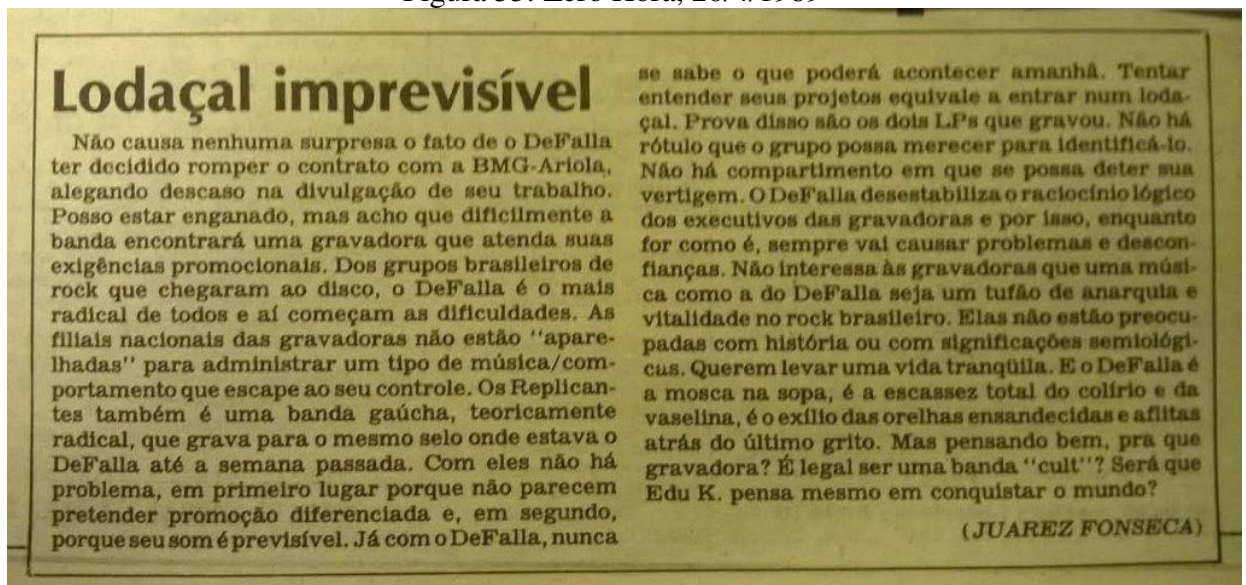 Lodaçal imprevisível
Não causa nenhuma surpresa o fato de o DeFalla
ter decidido romper o contrato com a BMG-Ariola,
alegando descaso na divulgação de seu trabalho.
Posso estar enganado, mas acho que dificilmente a
banda encontrará uma gravadora que atenda suas
exigências promocionais. Dos grupos brasileiros de
rock que chegaram ao disco, o DeFalla é o mais
radical de todos e aí começam as dificuldades. As
filiais nacionais das gravadoras não estão "apare-
lhadas" para administrar um tipo de música/com-
portamento que escape ao seu controle. Os Replican-
tes também é uma banda gaúcha, teoricamente
radical, que grava para o mesmo selo onde estava o
DeFalla até a semana passada. Com eles não há
problema, em primeiro lugar porque não parecem
pretender promoção diferenciada e, em segundo,
porque seu som é previsível. Já com o DeFalla, nunca
se sabe o que poderá acontecer amanhã. Tentar
entender seus projetos equivale a entrar num loda-
çal. Prova disso são os dois LPs que gravou. Não há
rótulo que o grupo possa merecer para identificá-lo.
Não há compartimento em que se possa deter sua
vertigem. O DeFalla desestabiliza o raciocínio lógico
dos executivos das gravadoras e por isso, enquanto
for como é, sempre vai causar problemas e descon-
fianças. Não interessa às gravadoras que uma músi-
ca como a do DeFalla seja um tufão de anarquia e
vitalidade no rock brasileiro. Elas não estão preocu-
padas com história ou com significações semiológi-
cas. Querem levar uma vida tranqüila. E o DeFalla é
a mosca na sopa, é a escassez total do colírio e da
vaselina, é o exílio das orelhas ensandecidas e aflitas
atrás do último grito. Mas pensando bem, pra que
gravadora? É legal ser uma banda "cult"? Será que
Edu K. pensa mesmo em conquistar o mundo?
(JUAREZ FONSECA)